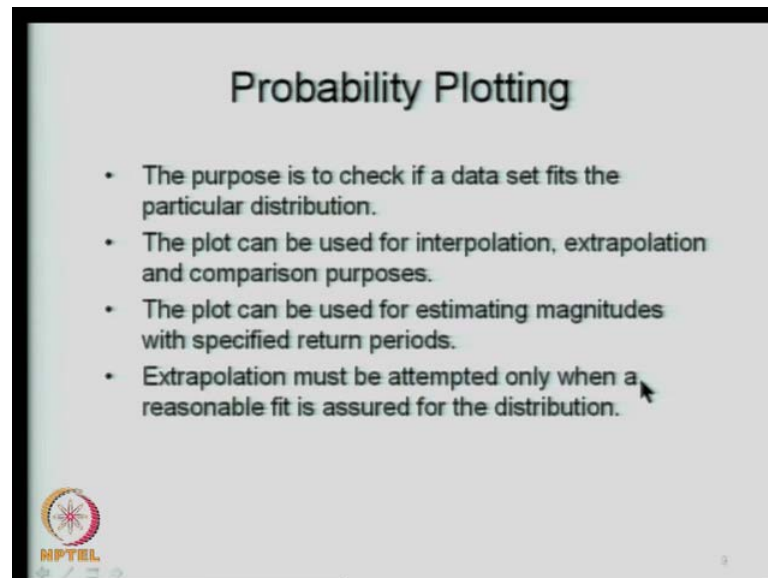 Probability Plotting
• The purpose is to check if a data set fits the
particular distribution.
• The plot can be used for interpolation, extrapolation
and comparison purposes.
• The plot can be used for estimating magnitudes
with specified return periods.
• Extrapolation must be attempted only when a
reasonable fit is assured for the distribution.
NPTEL
9